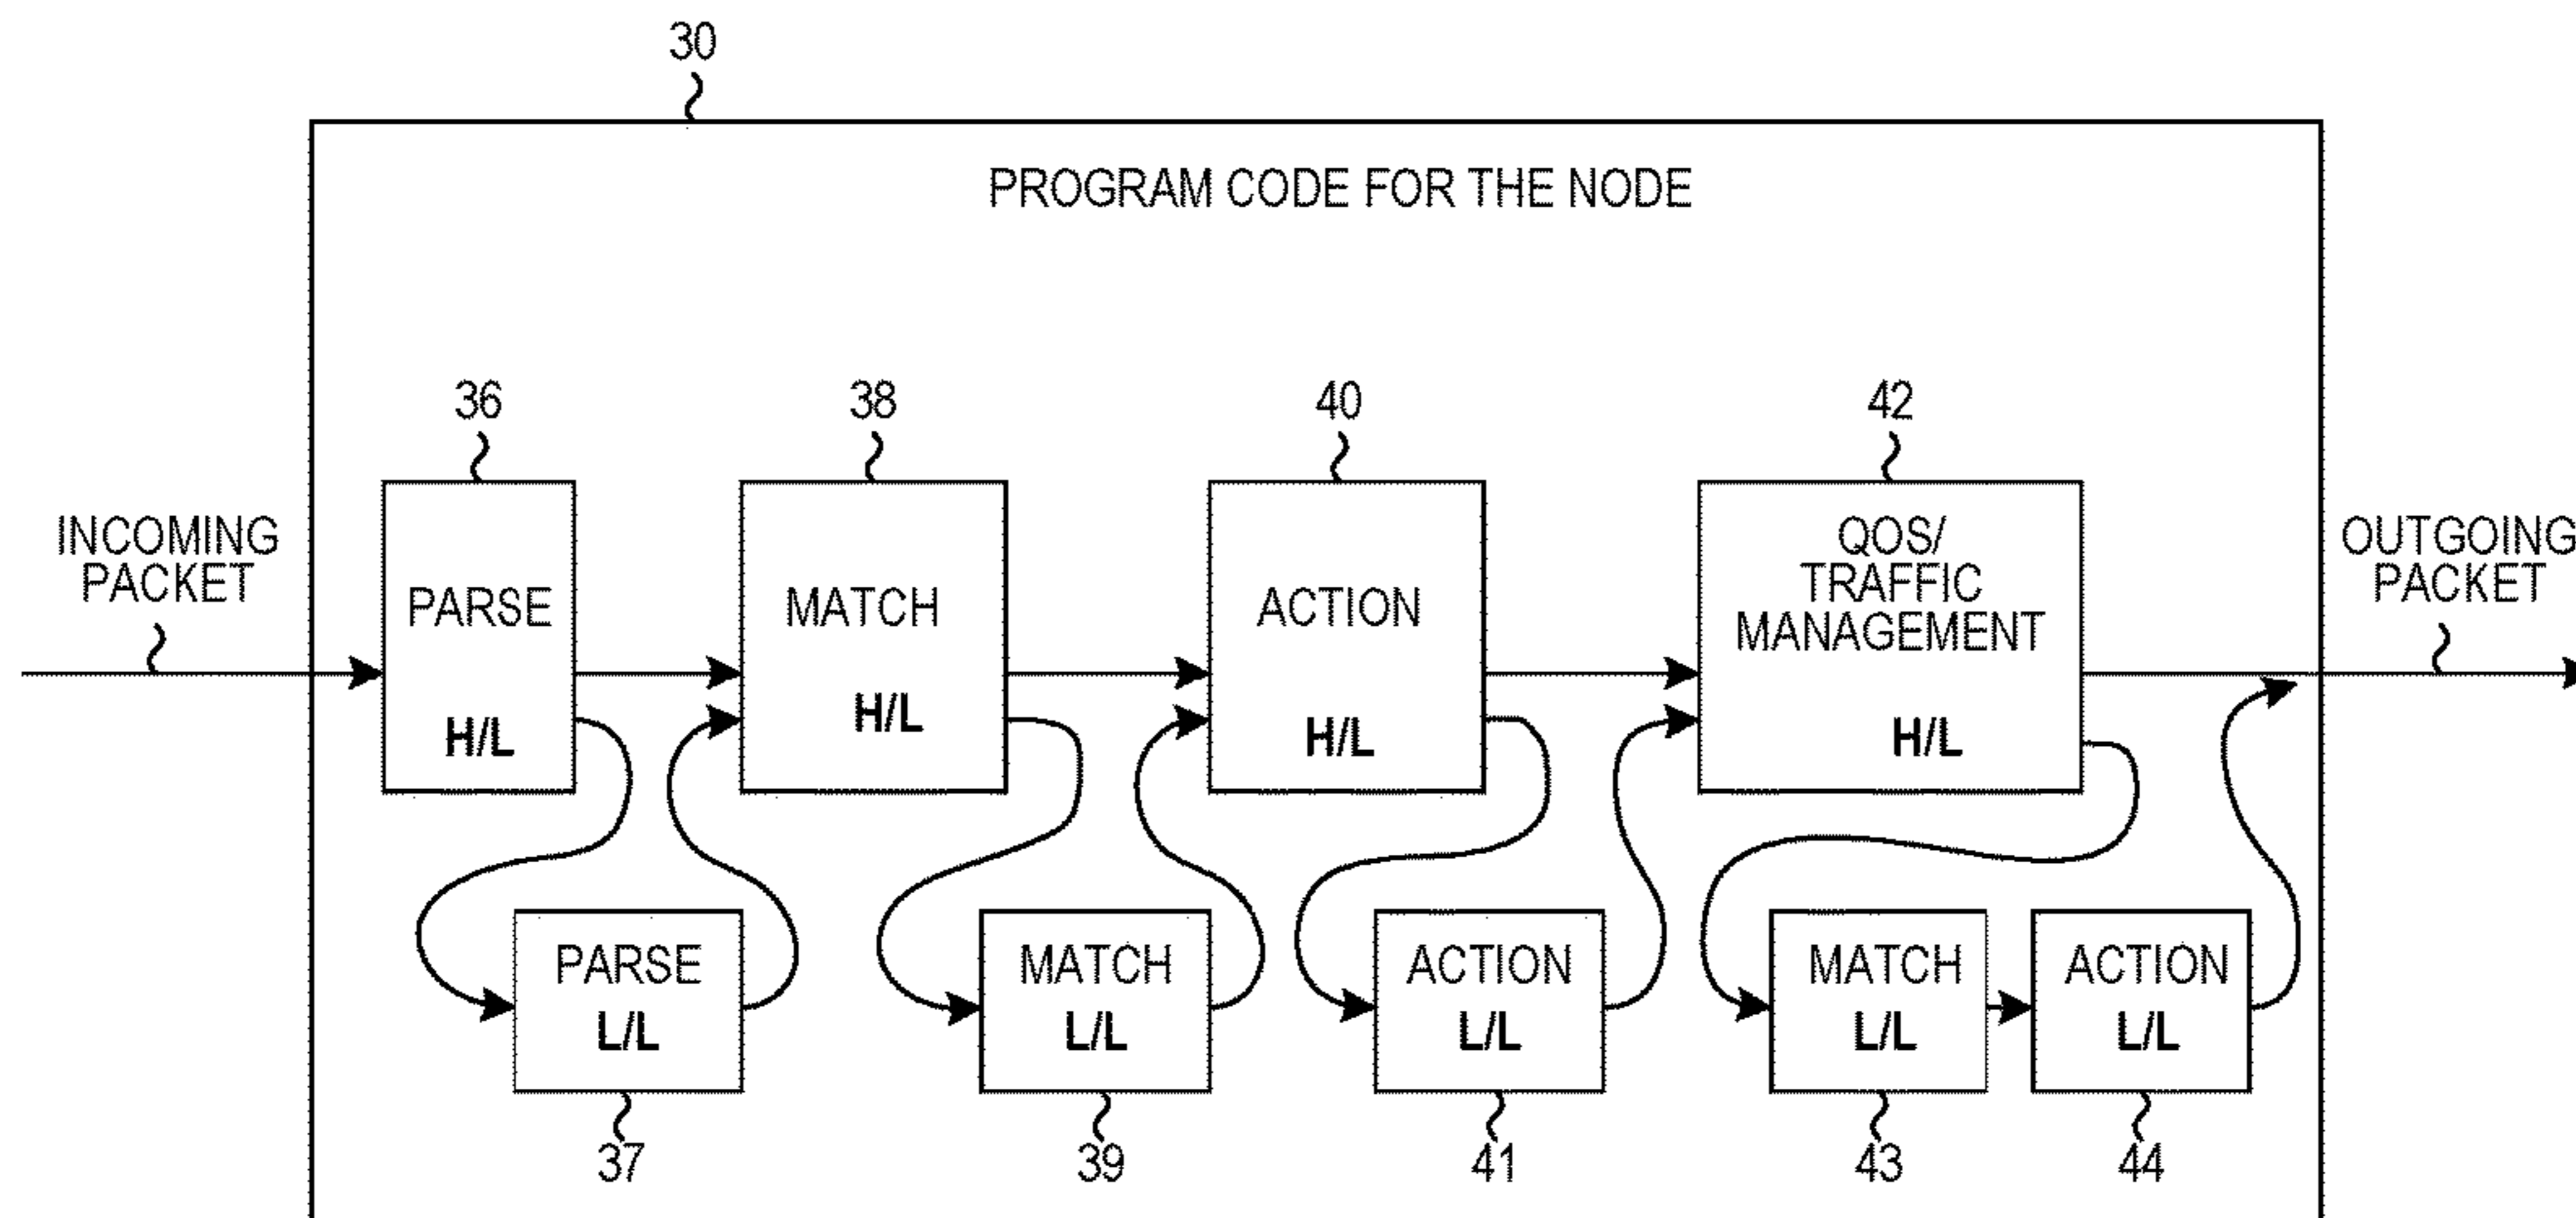 30
PROGRAM CODE FOR THE NODE
36
38
40
42
INCOMING
PACKET
PARSE
H/L
MATCH
H/L
ACTION
H/L
QOS/
TRAFFIC
MANAGEMENT
H/L
OUTGOING
PACKET
PARSE
L/L
MATCH
L/L
ACTION
L/L
MATCH
L/L
ACTION
L/L
37
39
41
43
44